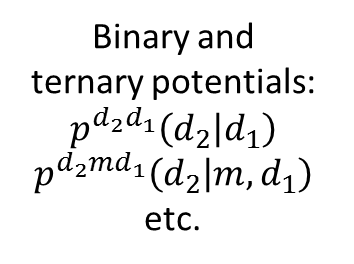 Binary and
ternary potentials:
$p^{d_2 d_1}(d_2|d_1)$
$p^{d_2 m d_1}(d_2|m, d_1)$
etc.